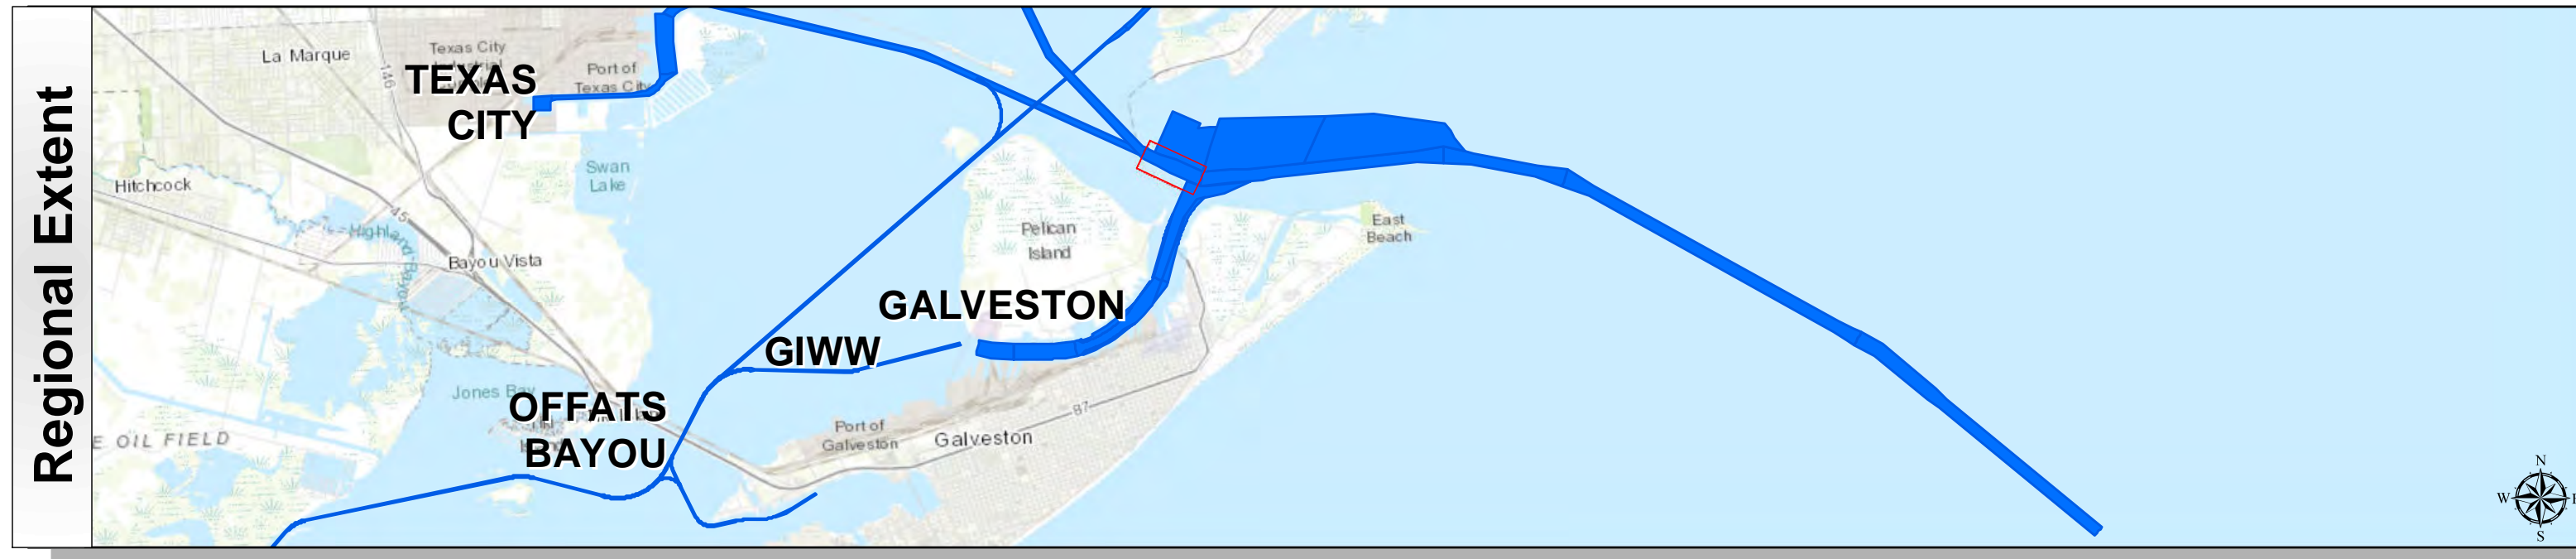 Regional Extent
La Marque
Texas City
Industrial
146
TEXAS
CITY
Port of
Texas City
Swan
Lake
Hitchcock
45
Highland Bayou
Bayou Vista
Pelican
Island
East
Beach
GALVESTON
GIWW
Jones Bay
OFFATS
BAYOU
E OIL FIELD
Port of
Galveston
Galveston
87
N
W
E
S